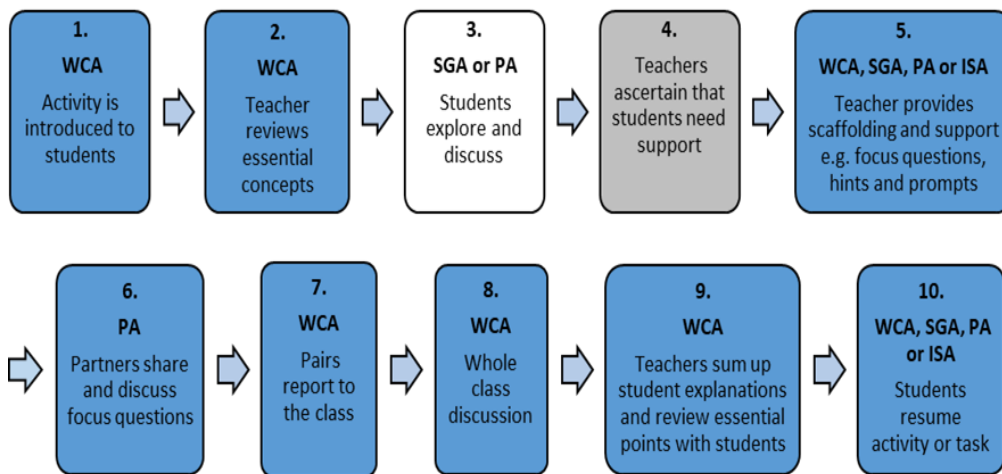 1.
WCA
Activity is
introduced to
students
2.
WCA
Teacher
reviews
essential
concepts
3.
SGA or PA
Students
explore and
discuss
4.
Teachers
ascertain that
students need
support
5.
WCA, SGA, PA or ISA
Teacher provides
scaffolding and support
e.g. focus questions,
hints and prompts
6.
PA
Partners share
and discuss
focus questions
7.
WCA
Pairs
report to
the class
8.
WCA
Whole
class
discussion
9.
WCA
Teachers sum up
student explanations
and review essential
points with students
10.
WCA, SGA, PA
or ISA
Students
resume
activity or task